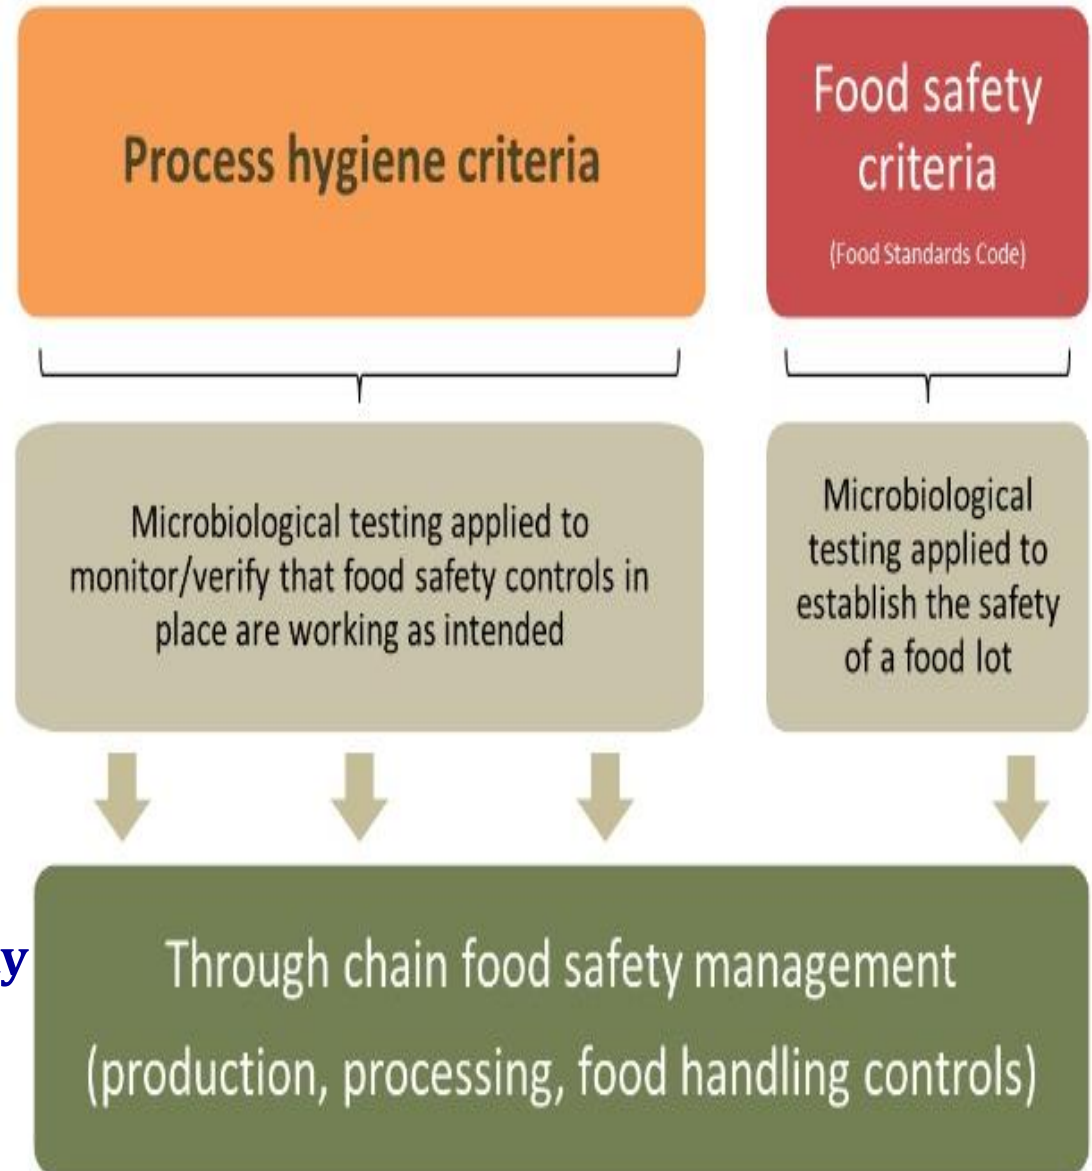 Process hygiene criteria
Food safety
criteria
(Food Standards Code)
Microbiological testing applied to
monitor/verify that food safety controls in
place are working as intended
Microbiological
testing applied to
establish the safety
of a food lot
y
Through chain food safety management
(production, processing, food handling controls)